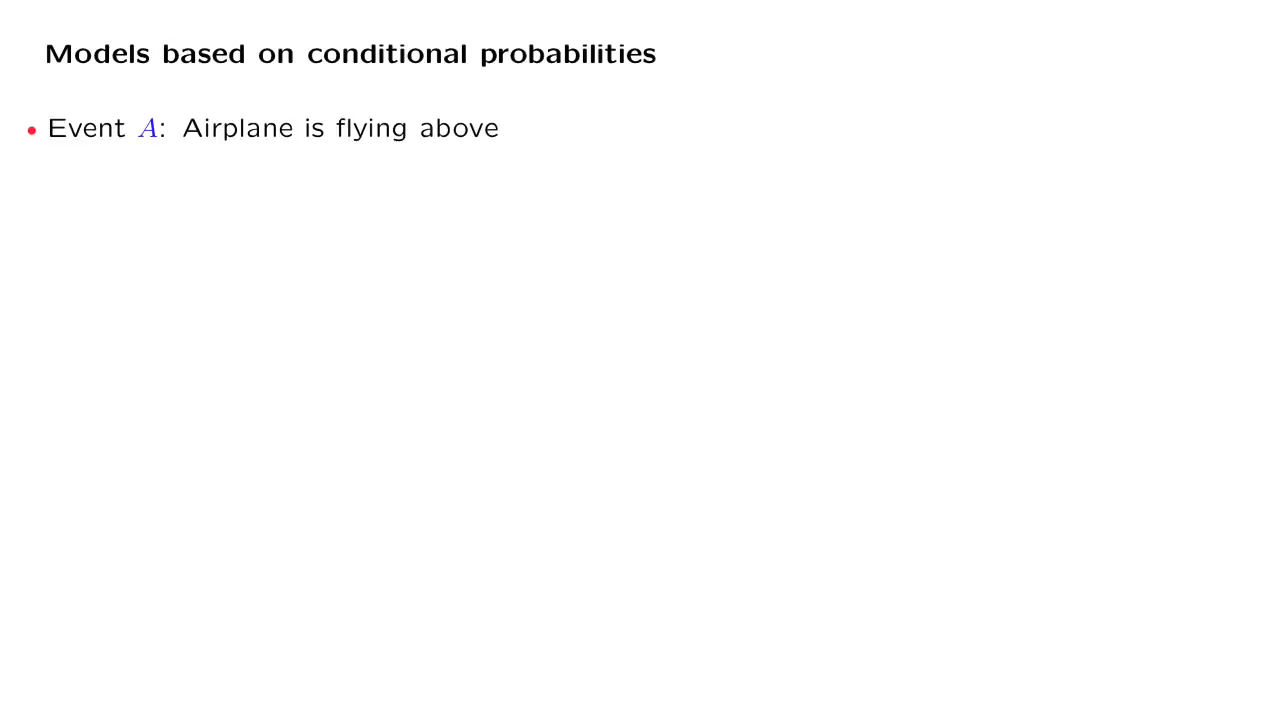 Models based on conditional probabilities
• Event A: Airplane is flying above